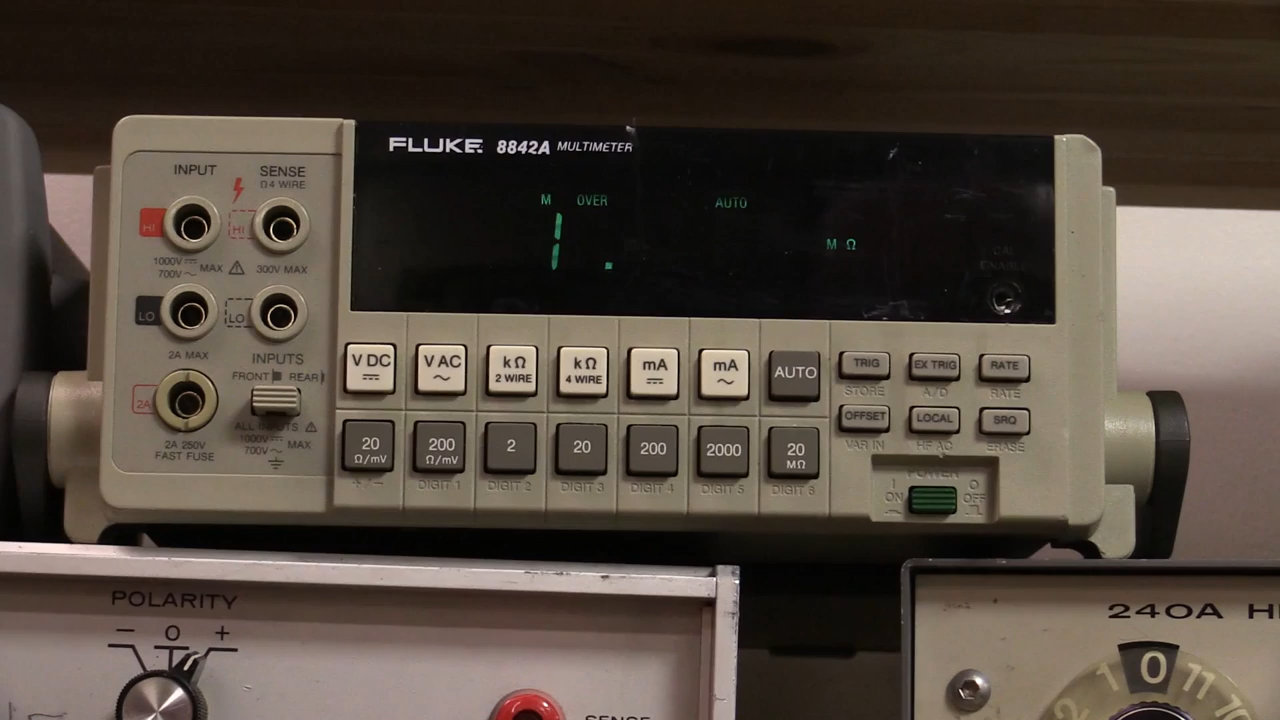 FLUKE 8842A MULTIMETER
INPUT
SENSE
Ω 4 WIRE
HI
HI
1000V
700V MAX
300V MAX
LO
LO
2A MAX
INPUTS
FRONT REAR
2A
ALL INPUTS
1000V
700V MAX
2A 250V
FAST FUSE
M OVER AUTO
1.
M Ω
CAL
ENABLE
V DC
V AC
kΩ
2 WIRE
kΩ
4 WIRE
mA
mA
AUTO
TRIG
EX TRIG
RATE
STORE
A/D
RATE
20
Ω/mV
200
Ω/mV
2
20
200
2000
20
MΩ
OFFSET
LOCAL
SRQ
VAR IN
HF AC
ERASE
+/−
DIGIT 1
DIGIT 2
DIGIT 3
DIGIT 4
DIGIT 5
DIGIT 6
POWER
I
ON
O
OFF
POLARITY
− 0 +
SENSE
240A
1 0 11